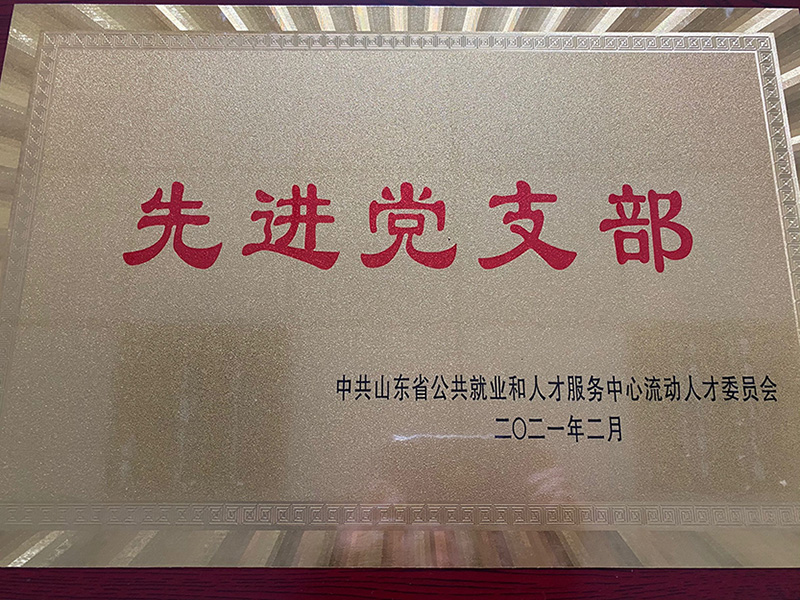 先进党支部
中共山东省公共就业和人才服务中心流动人才委员会
二〇二一年二月